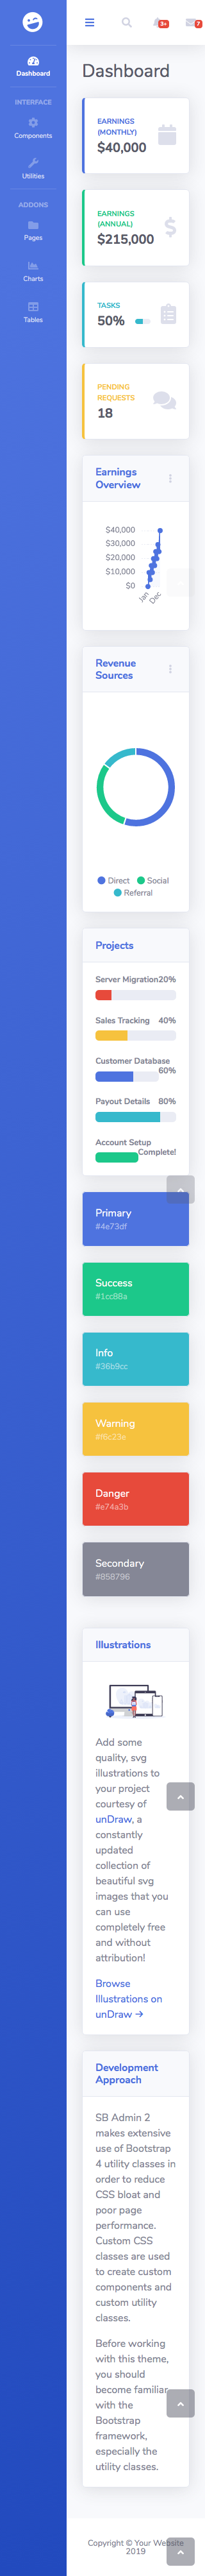 3+
7
Dashboard
INTERFACE
Components
Utilities
ADDONS
Pages
Charts
Tables
Dashboard
EARNINGS
(MONTHLY)
$40,000
EARNINGS
(ANNUAL)
$215,000
TASKS
50%
PENDING
REQUESTS
18
Earnings
Overview
$40,000
$30,000
$20,000
$10,000
$0
Jan
Dec
Revenue
Sources
Direct Social
Referral
Projects
Server Migration 20%
Sales Tracking 40%
Customer Database
60%
Payout Details 80%
Account Setup
Complete!
Primary
#4e73df
Success
#1cc88a
Info
#36b9cc
Warning
#f6c23e
Danger
#e74a3b
Secondary
#858796
Illustrations
Add some
quality, svg
illustrations to
your project
courtesy of
unDraw, a
constantly
updated
collection of
beautiful svg
images that you
can use
completely free
and without
attribution!
Browse
Illustrations on
unDraw →
Development
Approach
SB Admin 2
makes extensive
use of Bootstrap
4 utility classes in
order to reduce
CSS bloat and
poor page
performance.
Custom CSS
classes are used
to create custom
components and
custom utility
classes.
Before working
with this theme,
you should
become familiar
with the
Bootstrap
framework,
especially the
utility classes.
Copyright © Your Website
2019